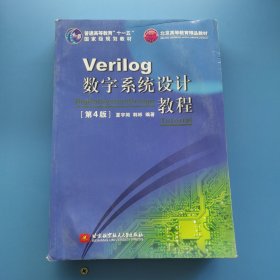 普通高等教育“十一五”
国家级规划教材
北京高等教育精品教材
Verilog
数字系统设计
教程
[第4版]
夏宇闻 韩彬 编著
北京航空航天大学出版社